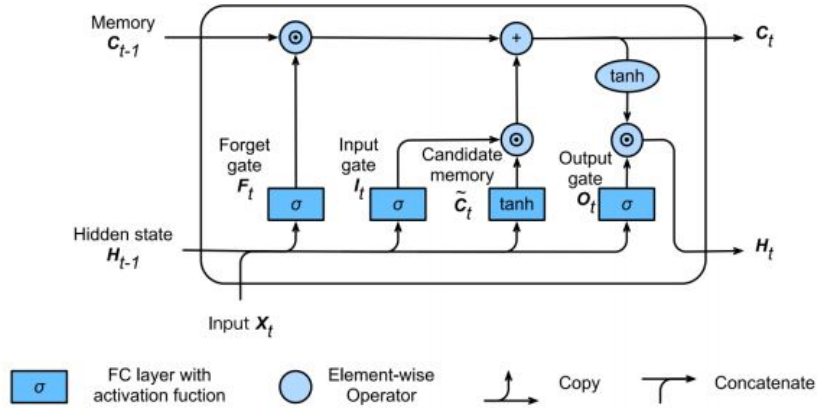 Memory
C_{t-1}
⊙
+
C_t
tanh
Forget
gate
F_t
Input
gate
I_t
⊙
Candidate
memory
C̃_t
Output
gate
O_t
⊙
σ
σ
tanh
σ
Hidden state
H_{t-1}
H_t
Input X_t
σ
FC layer with
activation fuction
Element-wise
Operator
Copy
Concatenate